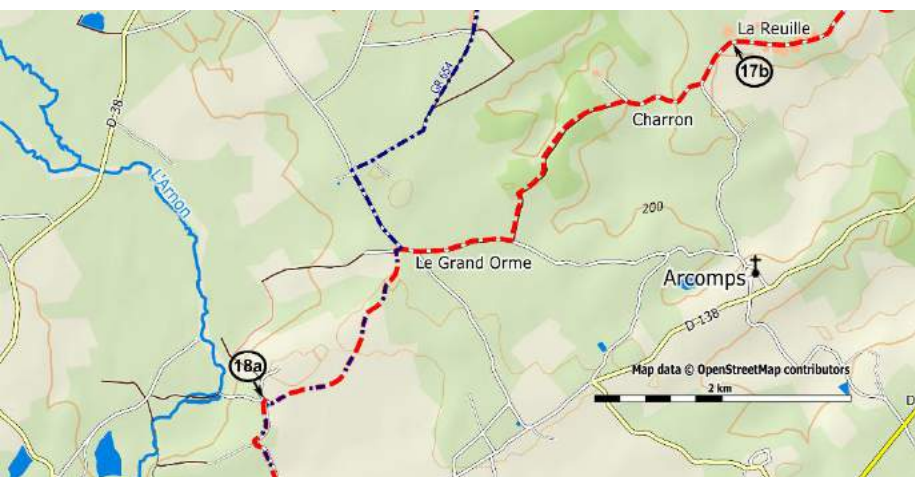 La Reuille
17b
GR 654
D-38
Charron
L'Arnon
200
Le Grand Orme
Arcomps
D-138
18a
Map data © OpenStreetMap contributors
2 km
D